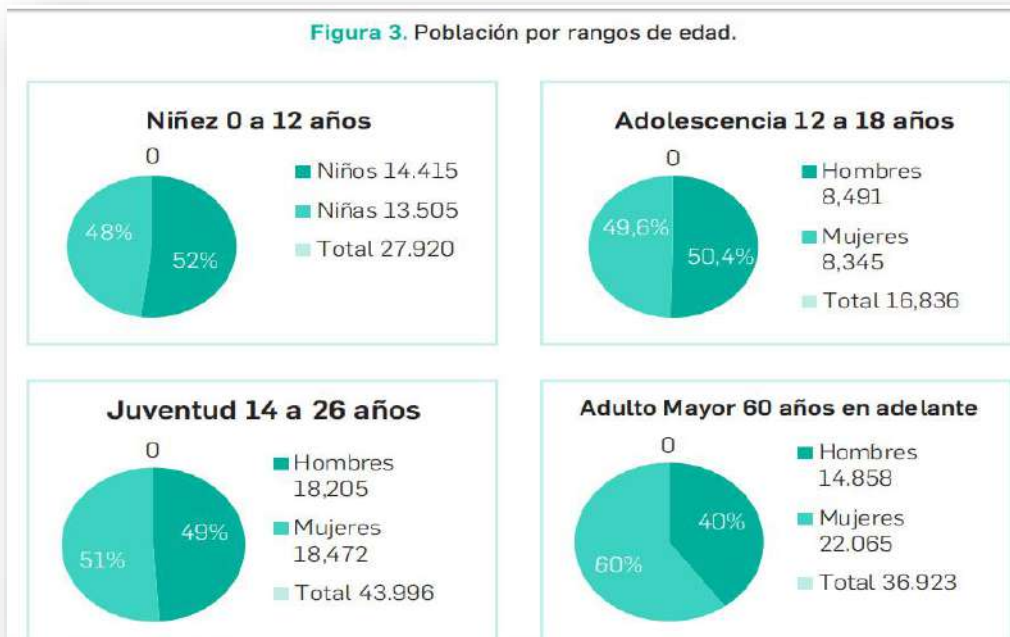 Figura 3. Población por rangos de edad.
Niñez 0 a 12 años
0
48%
52%
Niños 14.415
Niñas 13.505
Total 27.920
Adolescencia 12 a 18 años
0
49,6%
50,4%
Hombres
8,491
Mujeres
8,345
Total 16,836
Juventud 14 a 26 años
0
49%
51%
Hombres
18,205
Mujeres
18,472
Total 43.996
Adulto Mayor 60 años en adelante
0
40%
60%
Hombres
14.858
Mujeres
22.065
Total 36.923